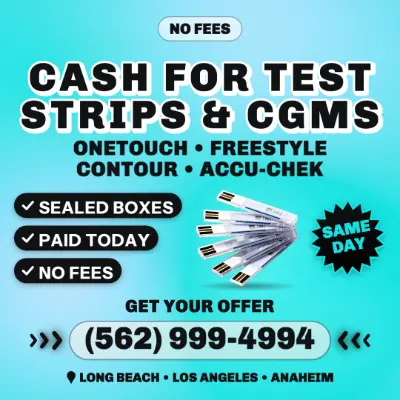 NO FEES
CASH FOR TEST
STRIPS & CGMS
ONETOUCH • FREESTYLE
CONTOUR • ACCU-CHEK
SEALED BOXES
PAID TODAY
NO FEES
SAME
DAY
GET YOUR OFFER
(562) 999-4994
LONG BEACH • LOS ANGELES • ANAHEIM